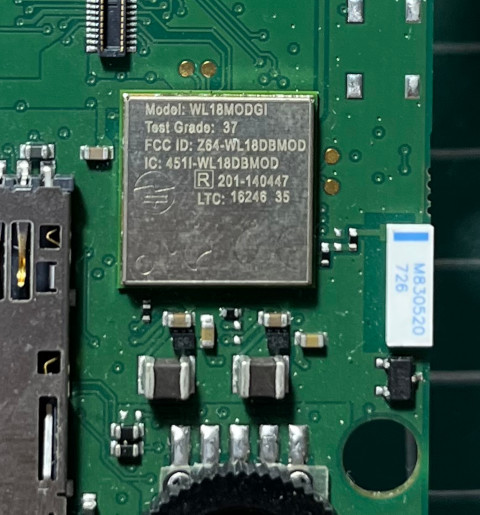 Model: WL18MODGI
Test Grade: 37
FCC ID: Z64-WL18DBMOD
IC: 451I-WL18DBMOD
R 201-140447
LTC: 16246 35
M830520
726